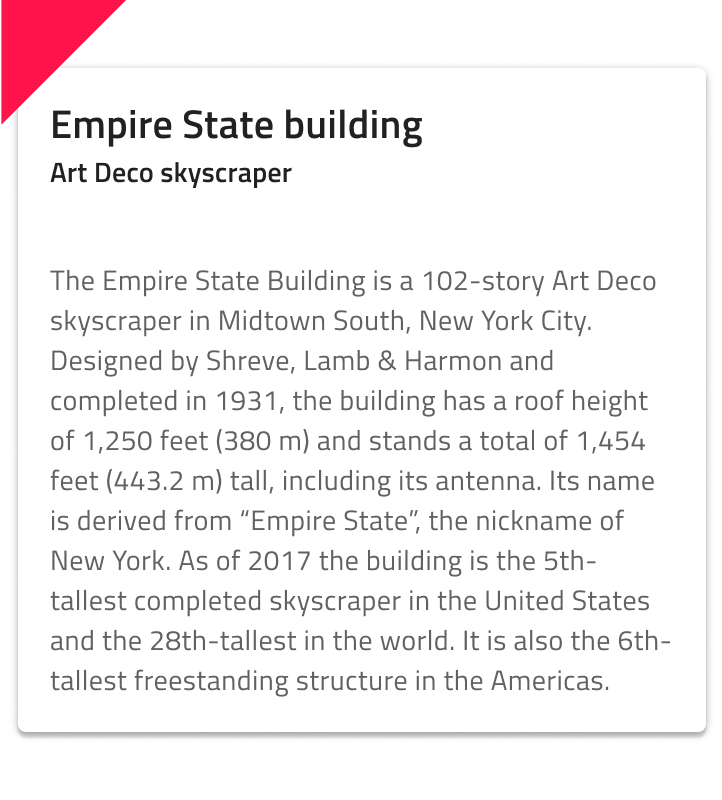 Empire State building
Art Deco skyscraper
The Empire State Building is a 102-story Art Deco
skyscraper in Midtown South, New York City.
Designed by Shreve, Lamb & Harmon and
completed in 1931, the building has a roof height
of 1,250 feet (380 m) and stands a total of 1,454
feet (443.2 m) tall, including its antenna. Its name
is derived from “Empire State”, the nickname of
New York. As of 2017 the building is the 5th-
tallest completed skyscraper in the United States
and the 28th-tallest in the world. It is also the 6th-
tallest freestanding structure in the Americas.